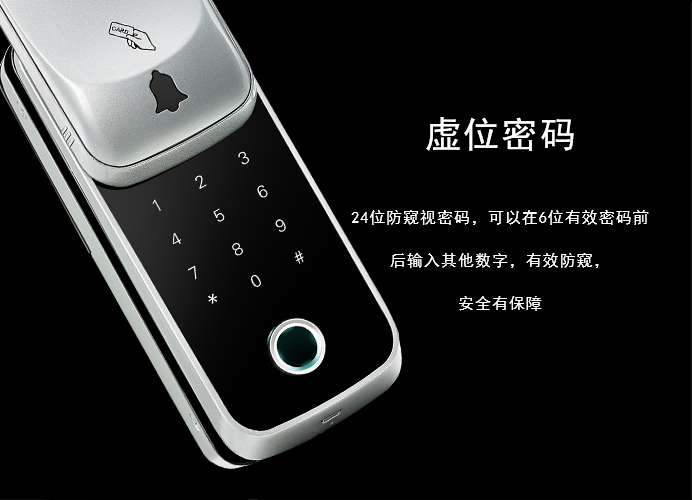 CARD
虚位密码
24位防窥视密码，可以在6位有效密码前
后输入其他数字，有效防窥，
安全有保障
1 2 3
4 5 6
7 8 9
* 0 #